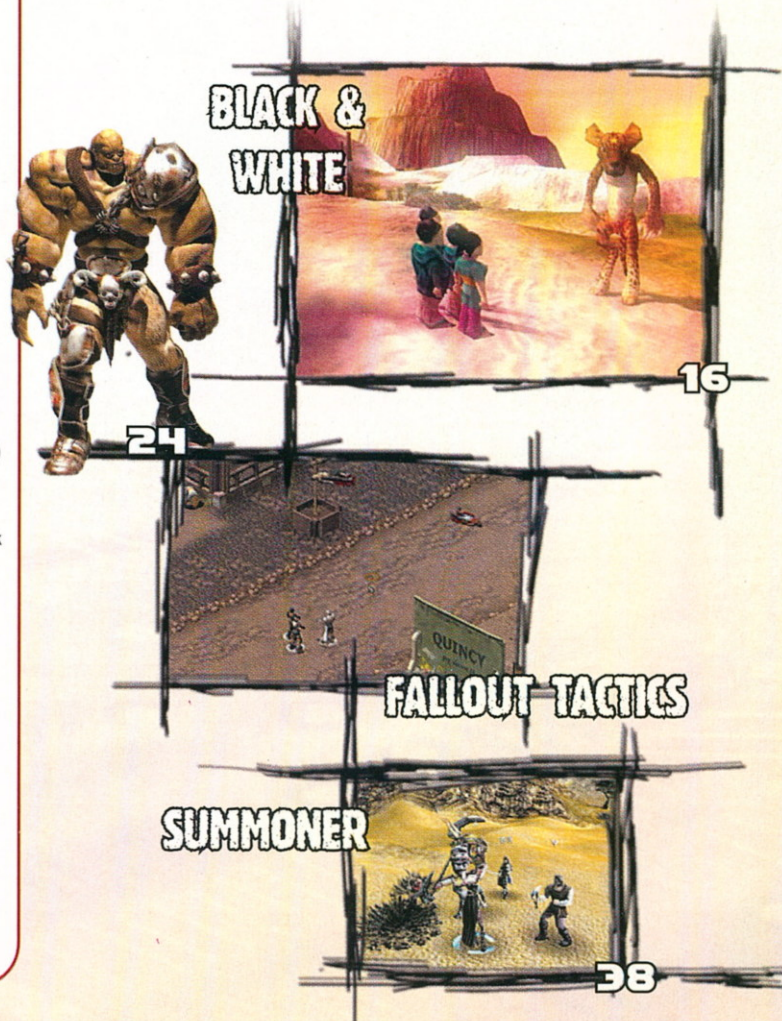 BLACK &
WHITE
16
24
QUINCY
FALLOUT TACTICS
SUMMONER
38